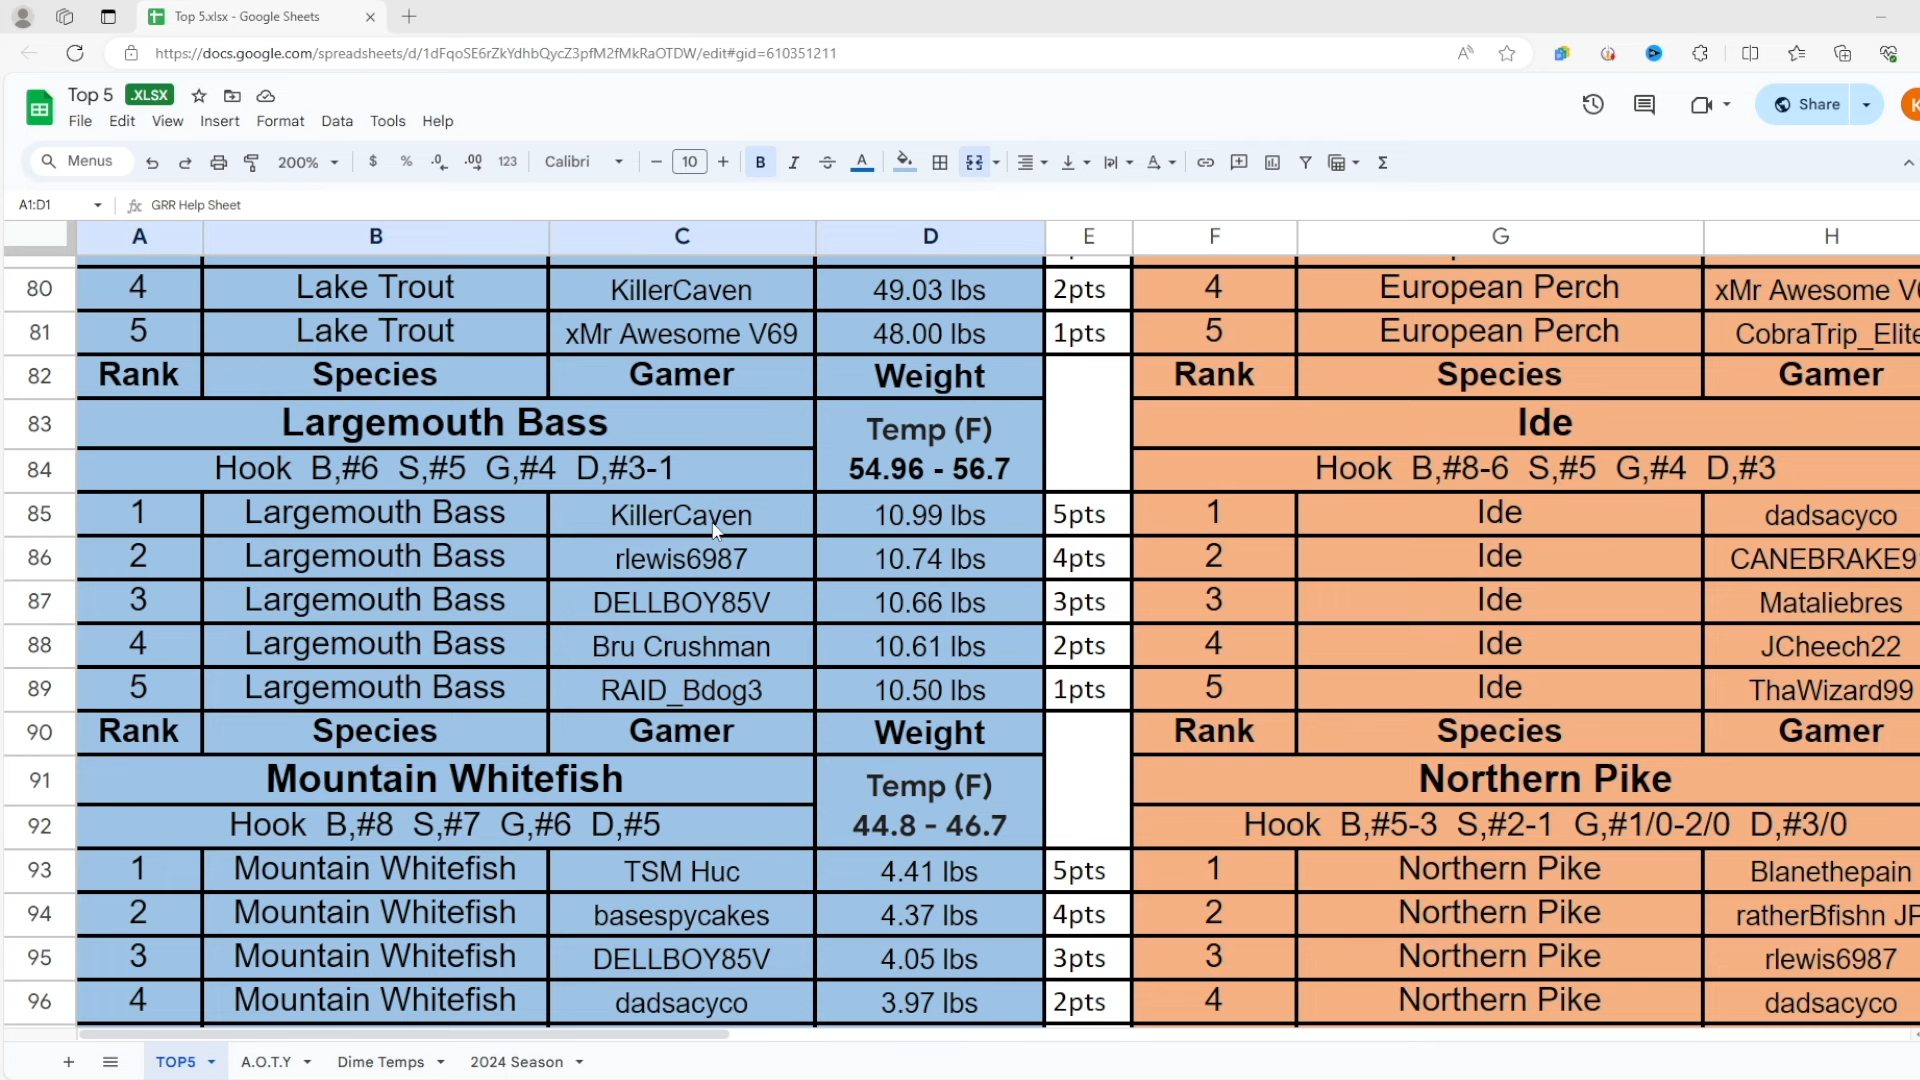 Top 5.xlsx - Google Sheets
https://docs.google.com/spreadsheets/d/1dFqoSE6rZkYdhbQycZ3pfM2fMkRaOTDW/edit#gid=610351211
Top 5 .XLSX
Share
File Edit View Insert Format Data Tools Help
Menus 200% $ % .0 .00 123 Calibri 10 B I A Σ
A1:D1 fx GRR Help Sheet
A B C D E F G H
80 4 Lake Trout KillerCaven 49.03 lbs 2pts 4 European Perch xMr Awesome
81 5 Lake Trout xMr Awesome V69 48.00 lbs 1pts 5 European Perch CobraTrip_Elite
82 Rank Species Gamer Weight Rank Species Gamer
83 Largemouth Bass Temp (F) Ide
84 Hook B,#6 S,#5 G,#4 D,#3-1 54.96 - 56.7 Hook B,#8-6 S,#5 G,#4 D,#3
85 1 Largemouth Bass KillerCaven 10.99 lbs 5pts 1 Ide dadsacyco
86 2 Largemouth Bass rlewis6987 10.74 lbs 4pts 2 Ide CANEBRAKE9
87 3 Largemouth Bass DELLBOY85V 10.66 lbs 3pts 3 Ide Mataliebres
88 4 Largemouth Bass Bru Crushman 10.61 lbs 2pts 4 Ide JCheech22
89 5 Largemouth Bass RAID_Bdog3 10.50 lbs 1pts 5 Ide ThaWizard99
90 Rank Species Gamer Weight Rank Species Gamer
91 Mountain Whitefish Temp (F) Northern Pike
92 Hook B,#8 S,#7 G,#6 D,#5 44.8 - 46.7 Hook B,#5-3 S,#2-1 G,#1/0-2/0 D,#3/0
93 1 Mountain Whitefish TSM Huc 4.41 lbs 5pts 1 Northern Pike Blanethepain
94 2 Mountain Whitefish basespycakes 4.37 lbs 4pts 2 Northern Pike ratherBfishn
95 3 Mountain Whitefish DELLBOY85V 4.05 lbs 3pts 3 Northern Pike rlewis6987
96 4 Mountain Whitefish dadsacyco 3.97 lbs 2pts 4 Northern Pike dadsacyco
TOP5 A.O.T.Y Dime Temps 2024 Season